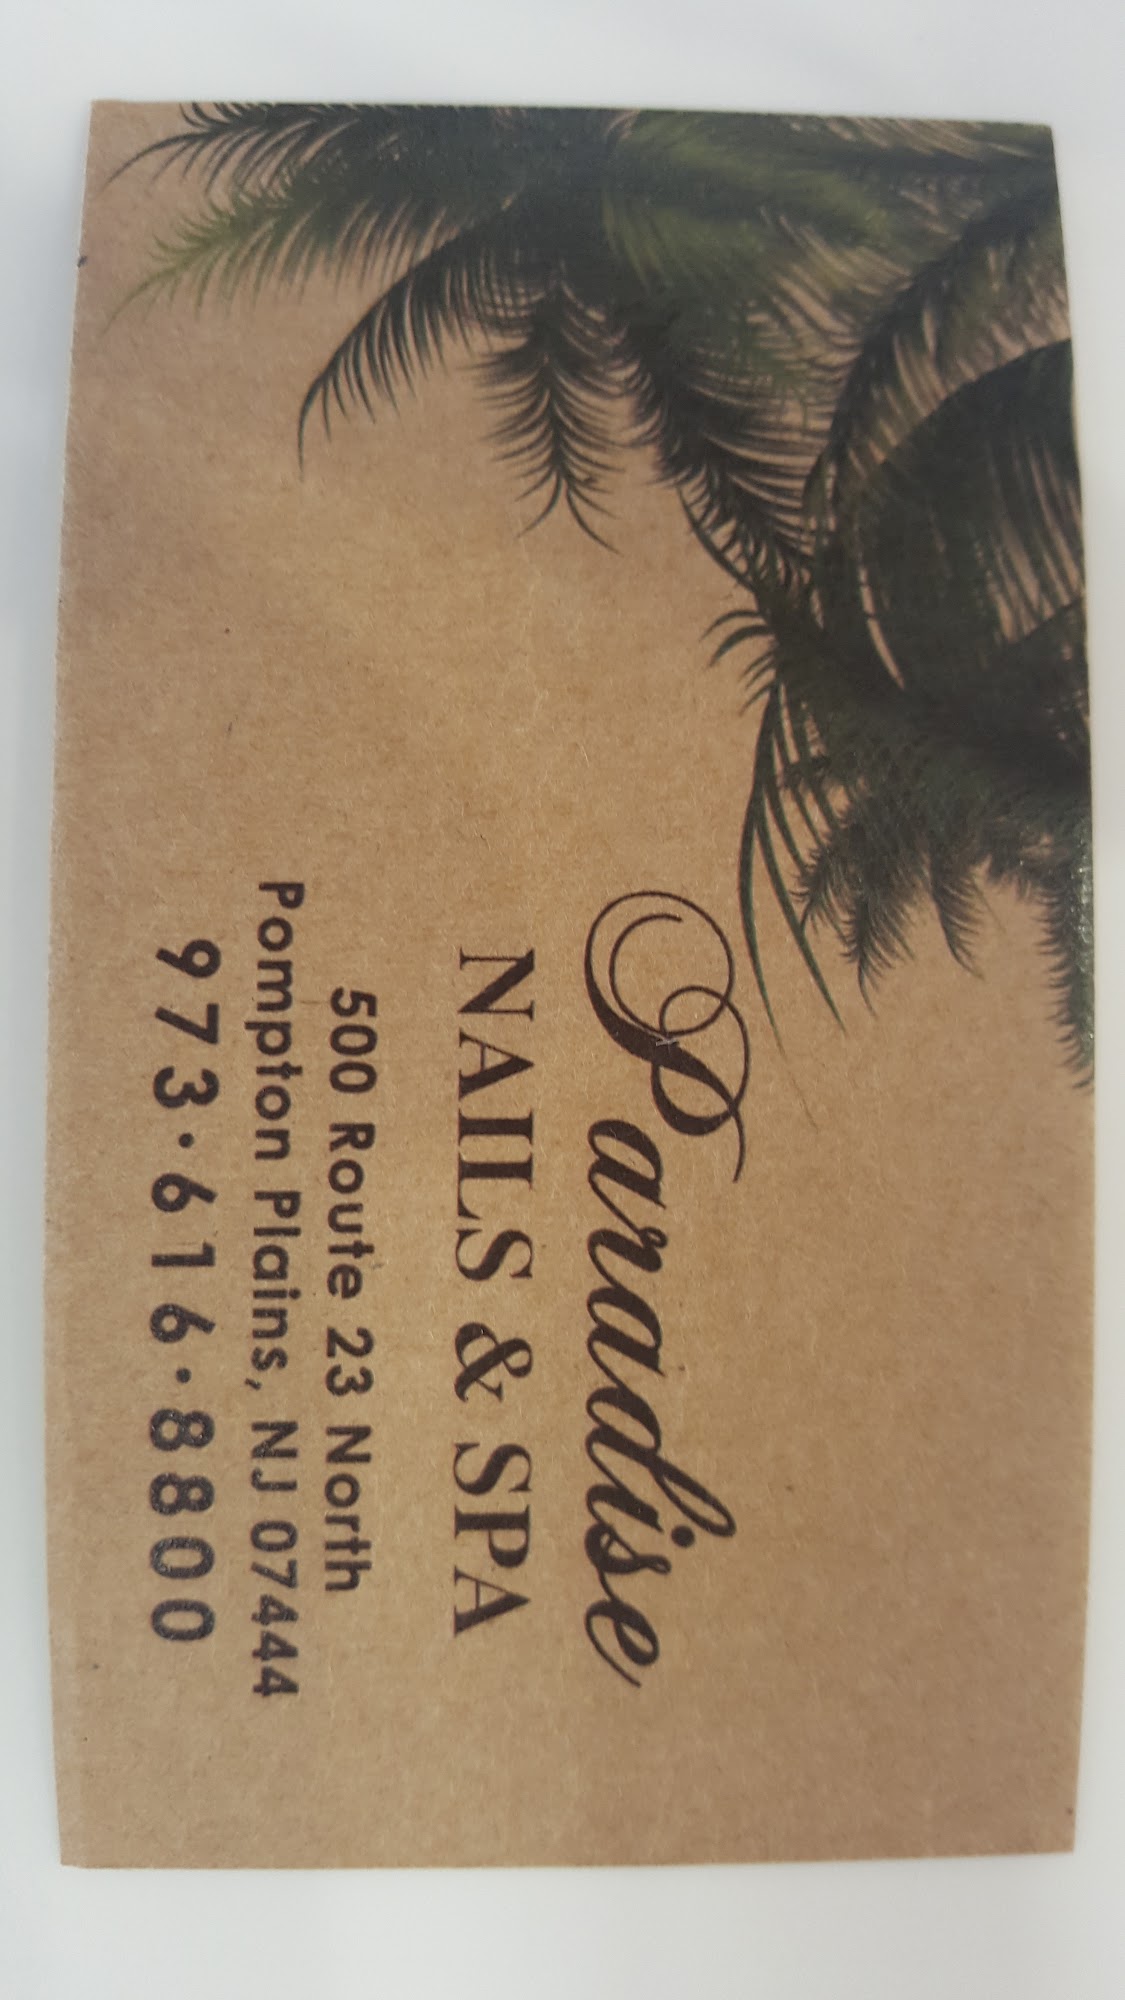 Paradise
NAILS & SPA
500 Route 23 North
Pompton Plains, NJ 07444
973·616·8800